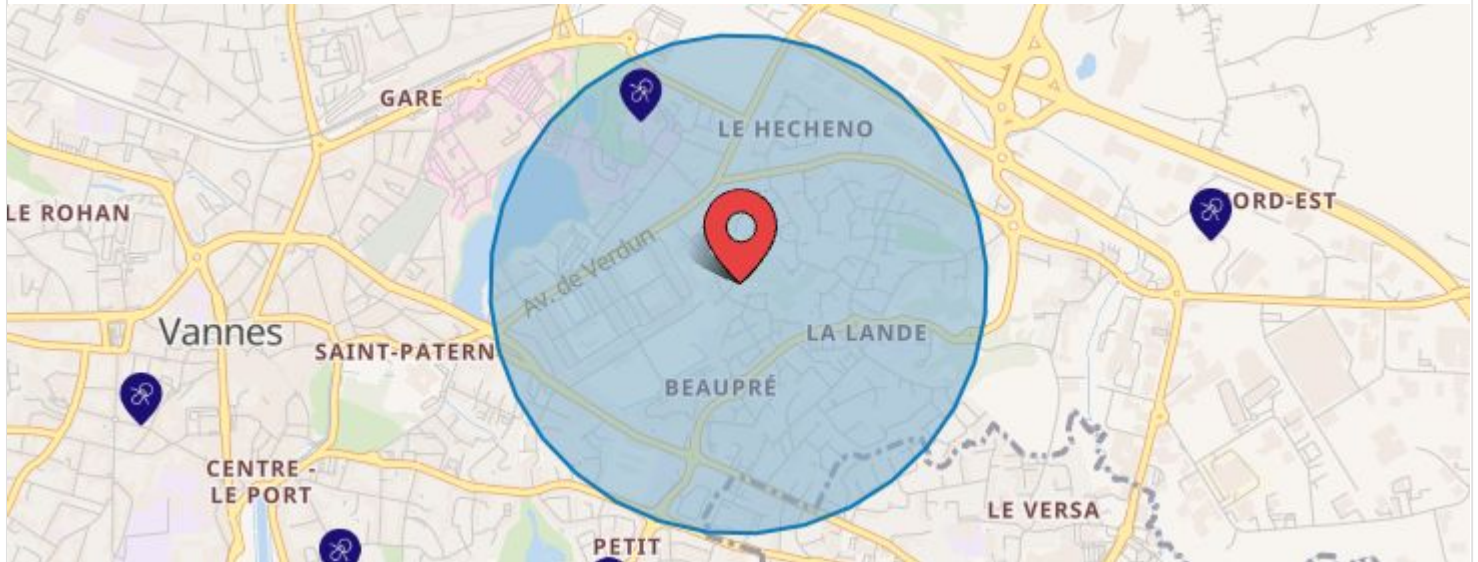 GARE
LE HECHENO
LE ROHAN
ORD-EST
Av. de Verdun
Vannes
SAINT-PATERN
LA LANDE
BEAUPRÉ
CENTRE -
LE PORT
LE VERSA
PETIT